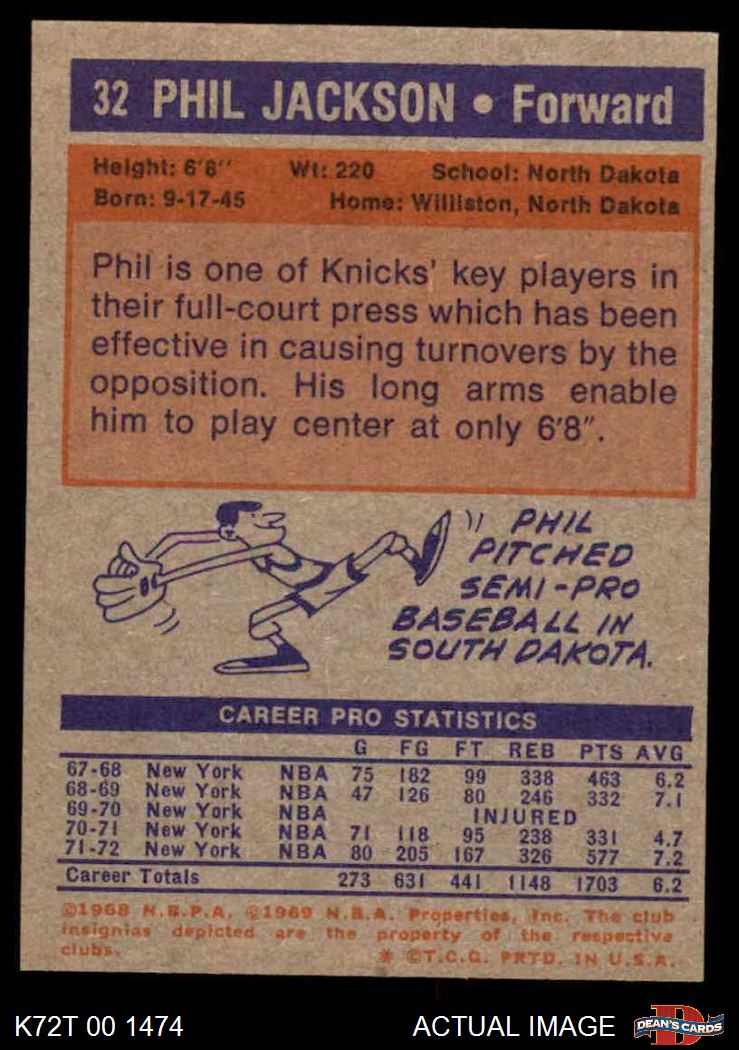 32 PHIL JACKSON • Forward
Height: 6'8'' Wt: 220 School: North Dakota
Born: 9-17-45 Home: Williston, North Dakota
Phil is one of Knicks' key players in
their full-court press which has been
effective in causing turnovers by the
opposition. His long arms enable
him to play center at only 6'8".
PHIL
PITCHED
SEMI-PRO
BASEBALL IN
SOUTH DAKOTA.
CAREER PRO STATISTICS
G FG FT REB PTS AVG
67-68 New York NBA 75 182 99 338 463 6.2
68-69 New York NBA 47 126 80 246 332 7.1
69-70 New York NBA INJURED
70-71 New York NBA 71 118 95 238 331 4.7
71-72 New York NBA 80 205 167 326 577 7.2
Career Totals 273 631 441 1148 1703 6.2
©1968 N.B.P.A. ©1969 N.B.A. Properties, Inc. The club
insignias depicted are the property of the respective
clubs. * ©T.C.G. PRTD. IN U.S.A.
K72T 00 1474 ACTUAL IMAGE DEAN'S CARDS